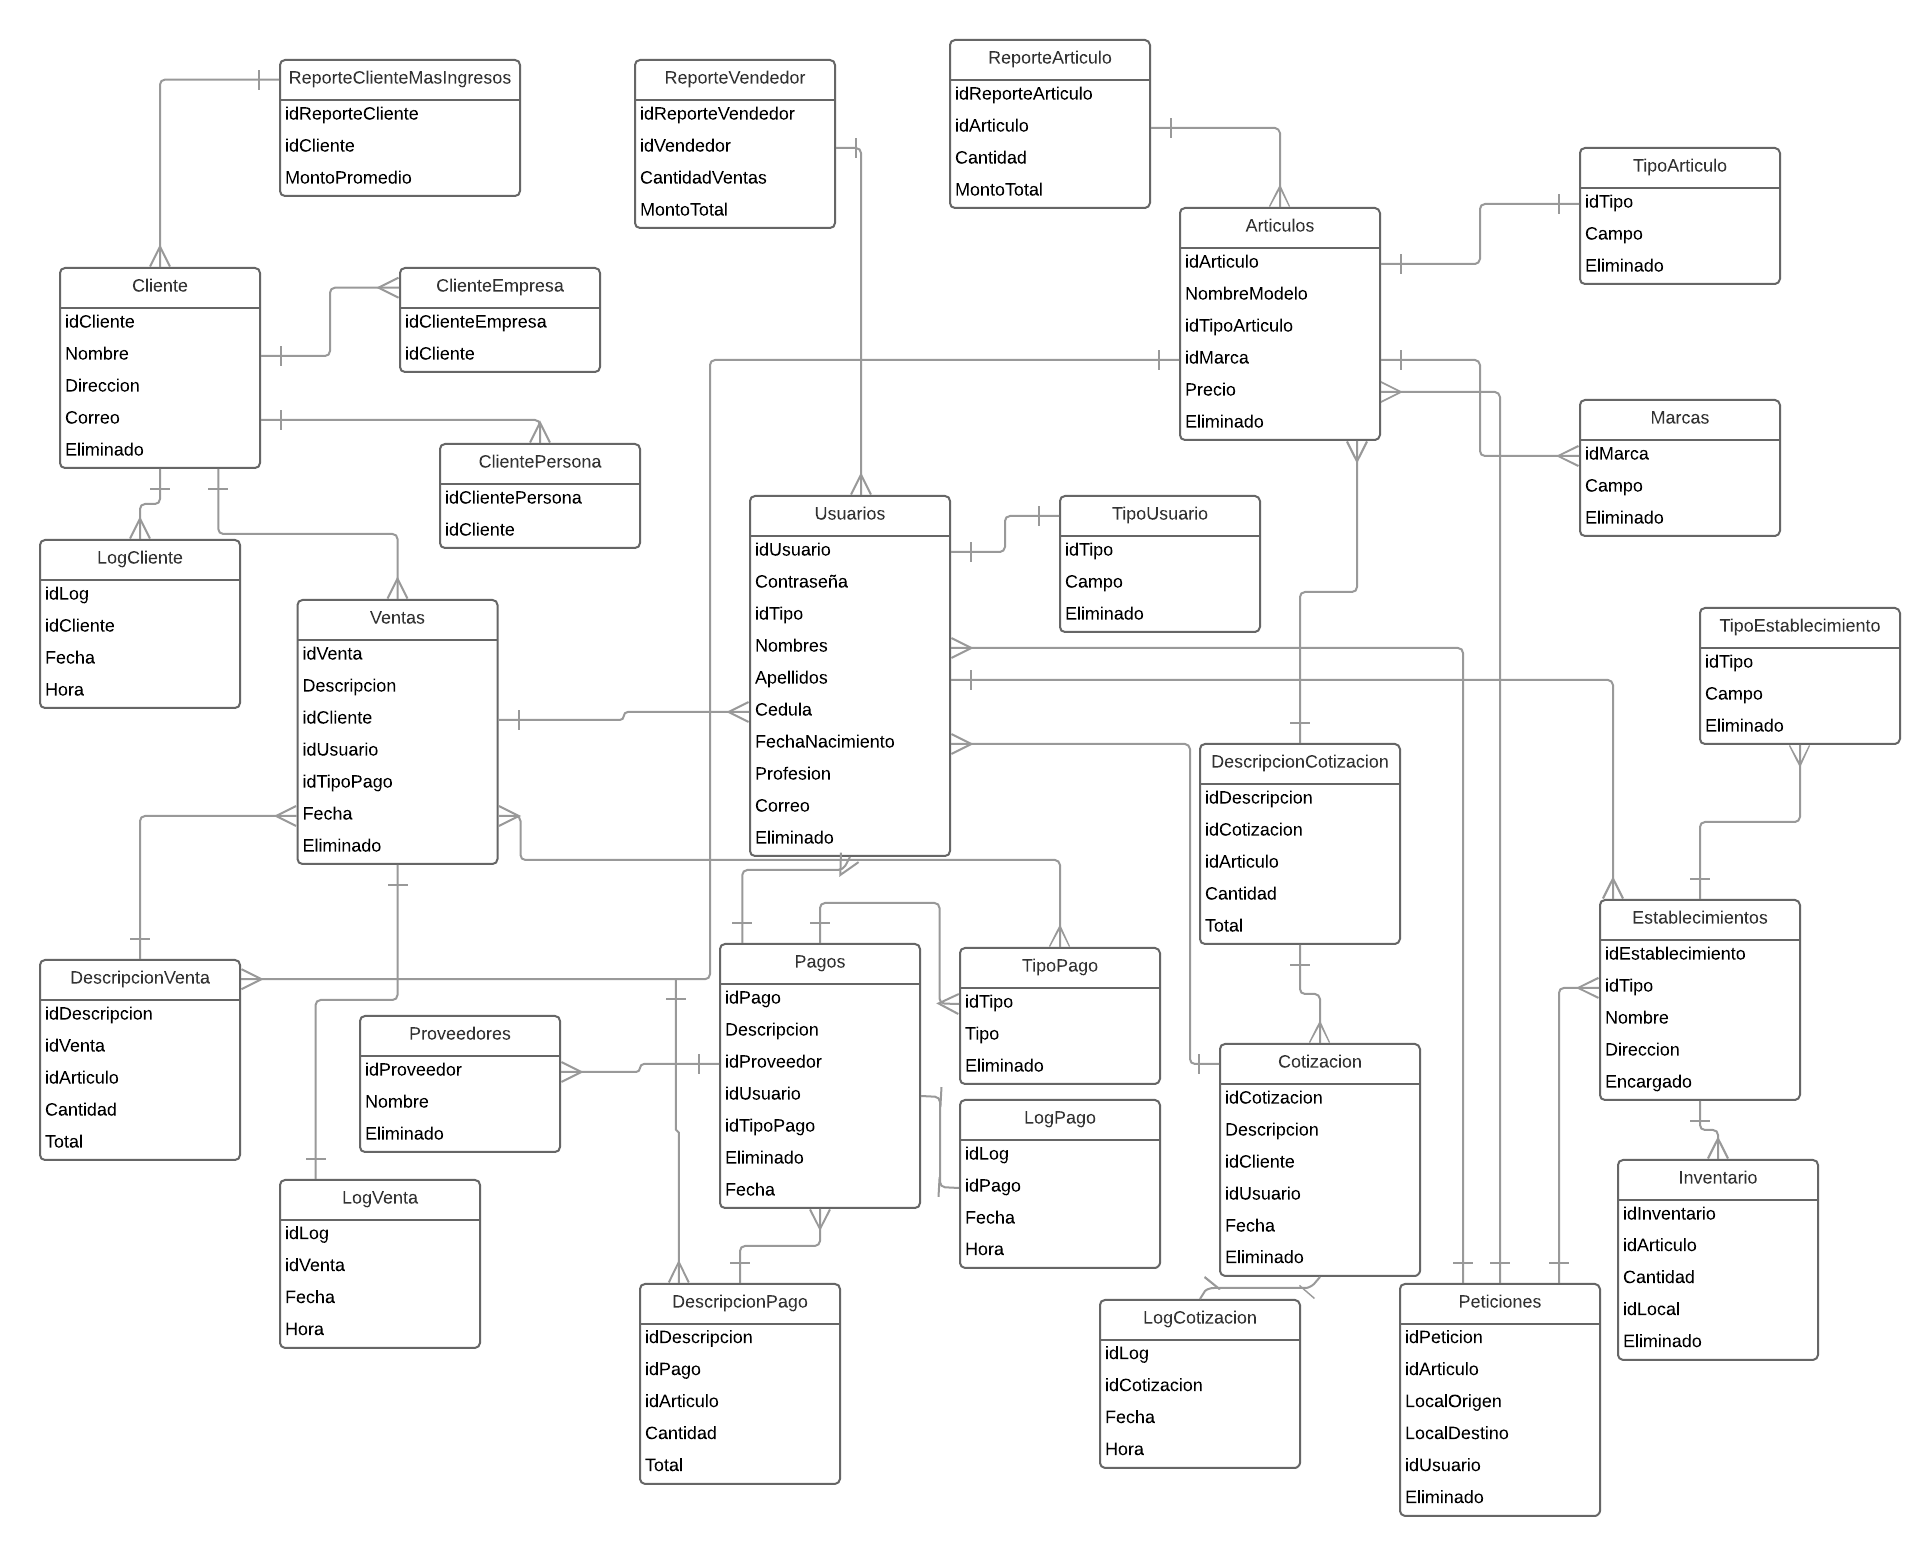 ReporteClienteMasIngresos
idReporteCliente
idCliente
MontoPromedio
ReporteVendedor
idReporteVendedor
idVendedor
CantidadVentas
MontoTotal
ReporteArticulo
idReporteArticulo
idArticulo
Cantidad
MontoTotal
TipoArticulo
idTipo
Campo
Eliminado
Articulos
idArticulo
NombreModelo
idTipoArticulo
idMarca
Precio
Eliminado
Cliente
idCliente
Nombre
Direccion
Correo
Eliminado
ClienteEmpresa
idClienteEmpresa
idCliente
ClientePersona
idClientePersona
idCliente
Marcas
idMarca
Campo
Eliminado
Usuarios
idUsuario
Contraseña
idTipo
Nombres
Apellidos
Cedula
FechaNacimiento
Profesion
Correo
Eliminado
TipoUsuario
idTipo
Campo
Eliminado
LogCliente
idLog
idCliente
Fecha
Hora
Ventas
idVenta
Descripcion
idCliente
idUsuario
idTipoPago
Fecha
Eliminado
TipoEstablecimiento
idTipo
Campo
Eliminado
DescripcionCotizacion
idDescripcion
idCotizacion
idArticulo
Cantidad
Total
Establecimientos
idEstablecimiento
idTipo
Nombre
Direccion
Encargado
DescripcionVenta
idDescripcion
idVenta
idArticulo
Cantidad
Total
Pagos
idPago
Descripcion
idProveedor
idUsuario
idTipoPago
Eliminado
Fecha
TipoPago
idTipo
Tipo
Eliminado
Proveedores
idProveedor
Nombre
Eliminado
Cotizacion
idCotizacion
Descripcion
idCliente
idUsuario
Fecha
Eliminado
LogPago
idLog
idPago
Fecha
Hora
Inventario
idInventario
idArticulo
Cantidad
idLocal
Eliminado
LogVenta
idLog
idVenta
Fecha
Hora
DescripcionPago
idDescripcion
idPago
idArticulo
Cantidad
Total
LogCotizacion
idLog
idCotizacion
Fecha
Hora
Peticiones
idPeticion
idArticulo
LocalOrigen
LocalDestino
idUsuario
Eliminado